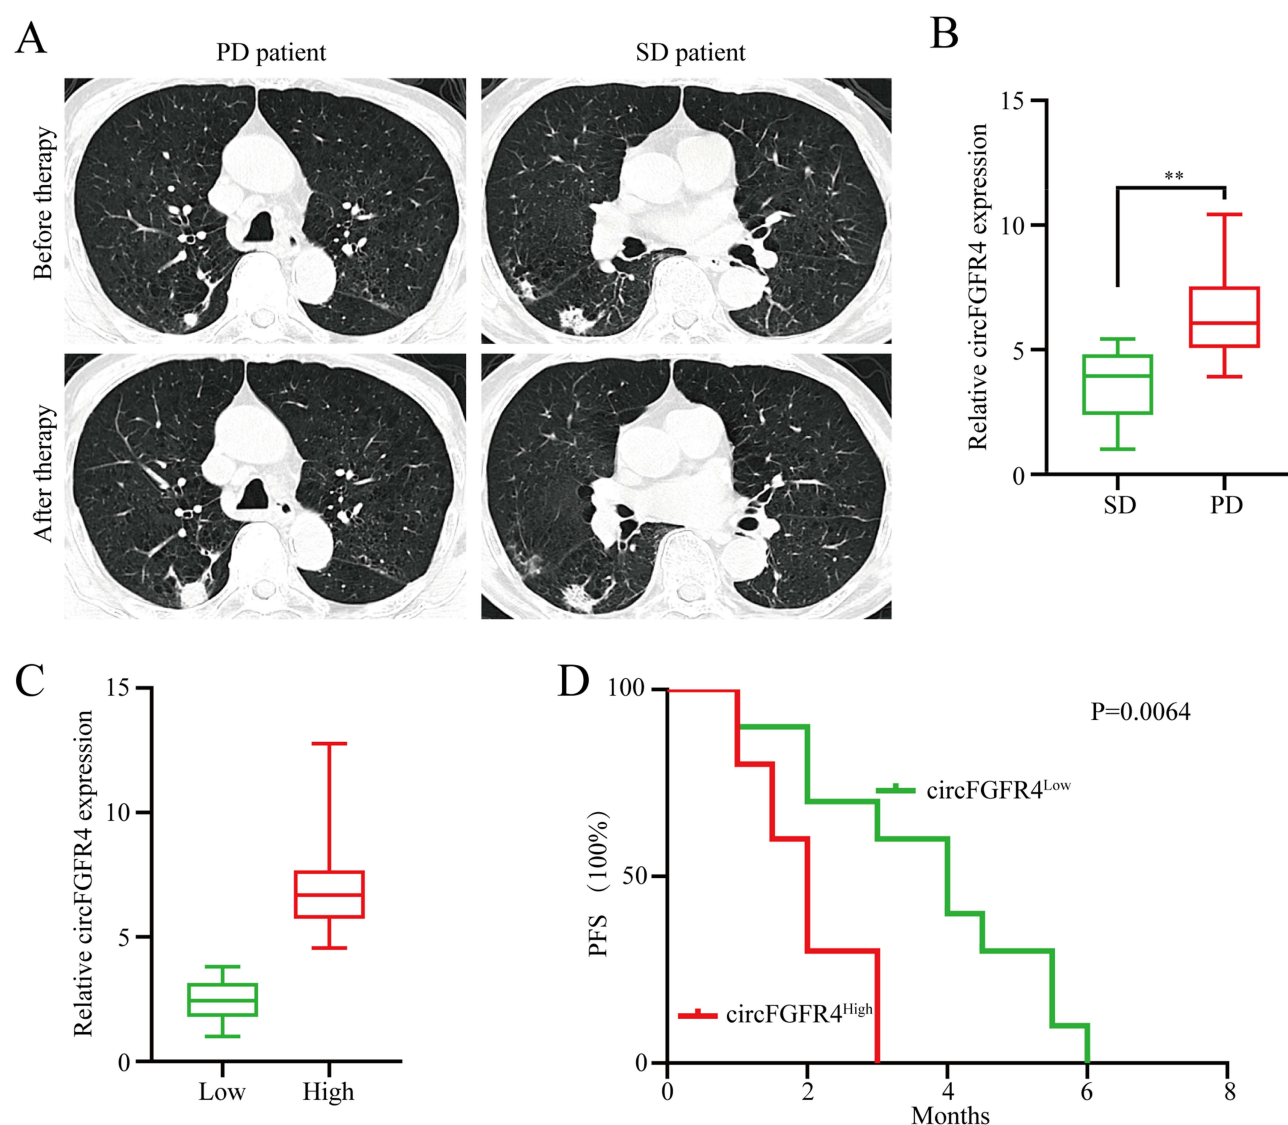 A
PD patient
SD patient
Before therapy
After therapy
B
Relative circFGFR4 expression
15
10
5
0
**
SD
PD
C
Relative circFGFR4 expression
15
10
5
0
Low
High
D
PFS (100%)
100
50
0
P=0.0064
circFGFR4Low
circFGFR4High
0
2
4
6
8
Months